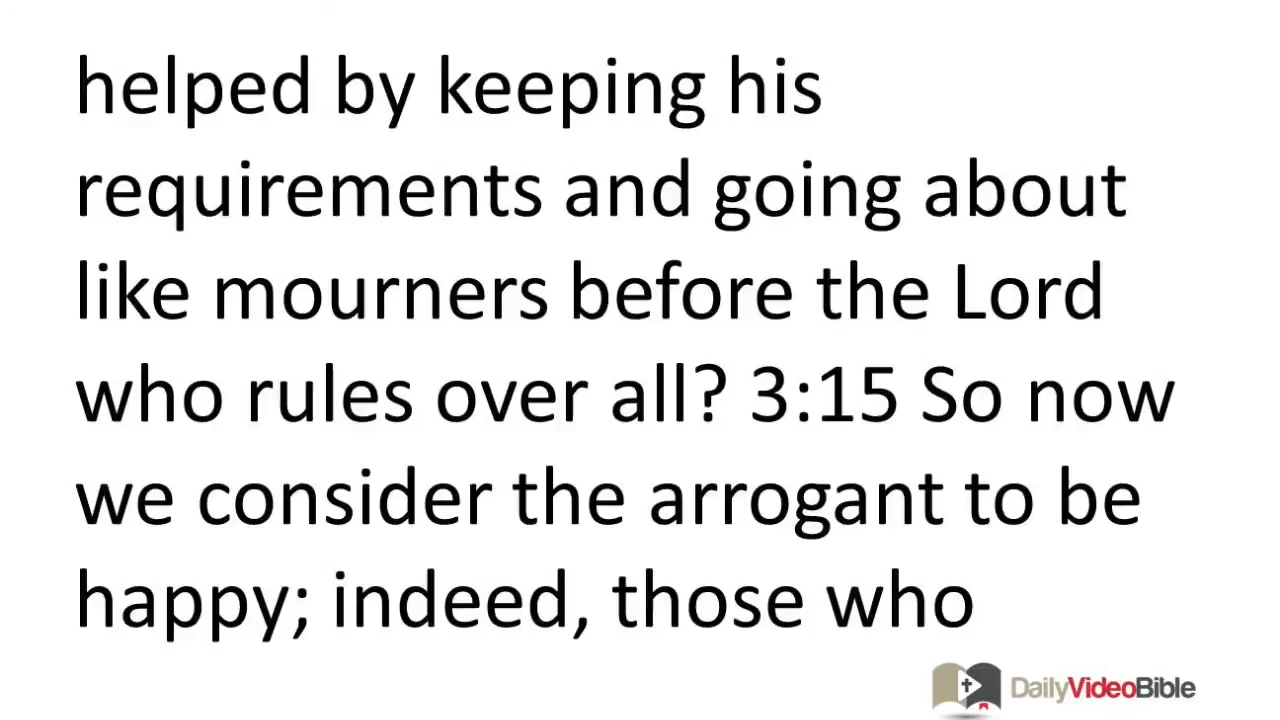 helped by keeping his
requirements and going about
like mourners before the Lord
who rules over all? 3:15 So now
we consider the arrogant to be
happy; indeed, those who
DailyVideoBible